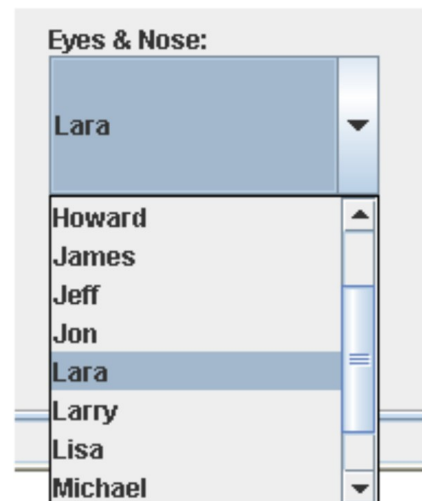 Eyes & Nose:
Lara
Howard
James
Jeff
Jon
Lara
Larry
Lisa
Michael